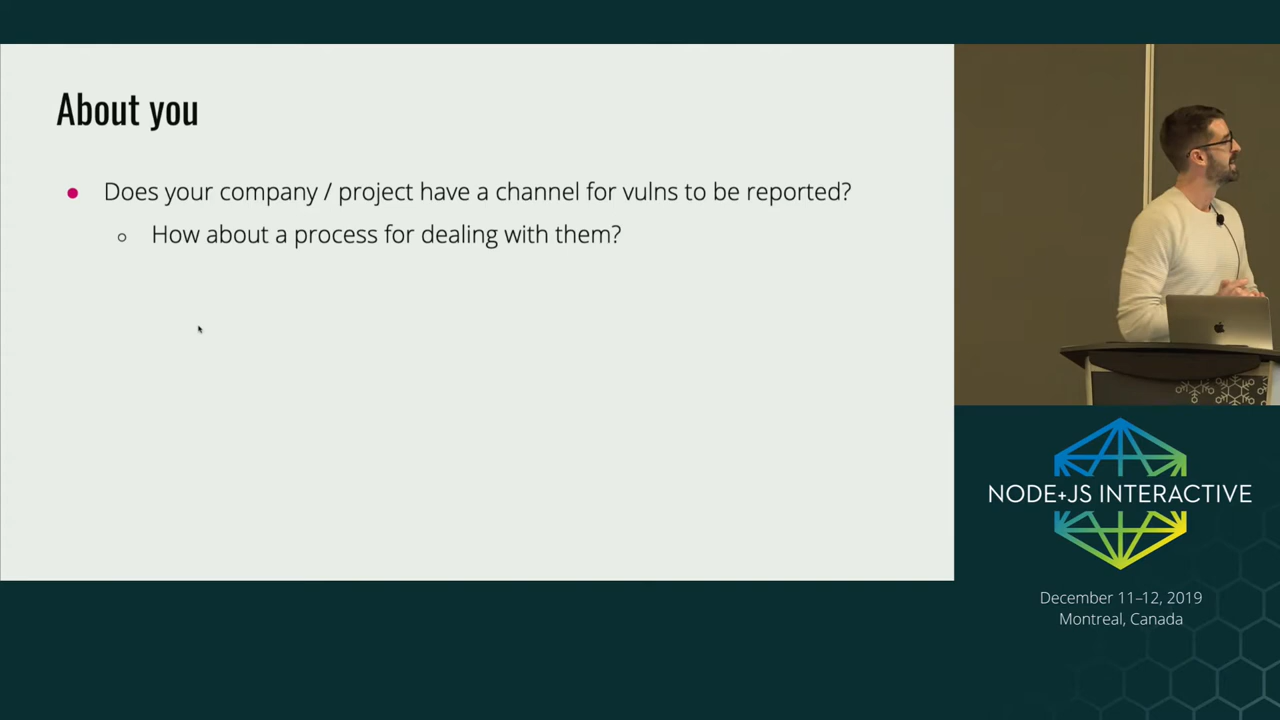 About you
Does your company / project have a channel for vulns to be reported?
How about a process for dealing with them?
NODE+JS INTERACTIVE
December 11–12, 2019
Montreal, Canada